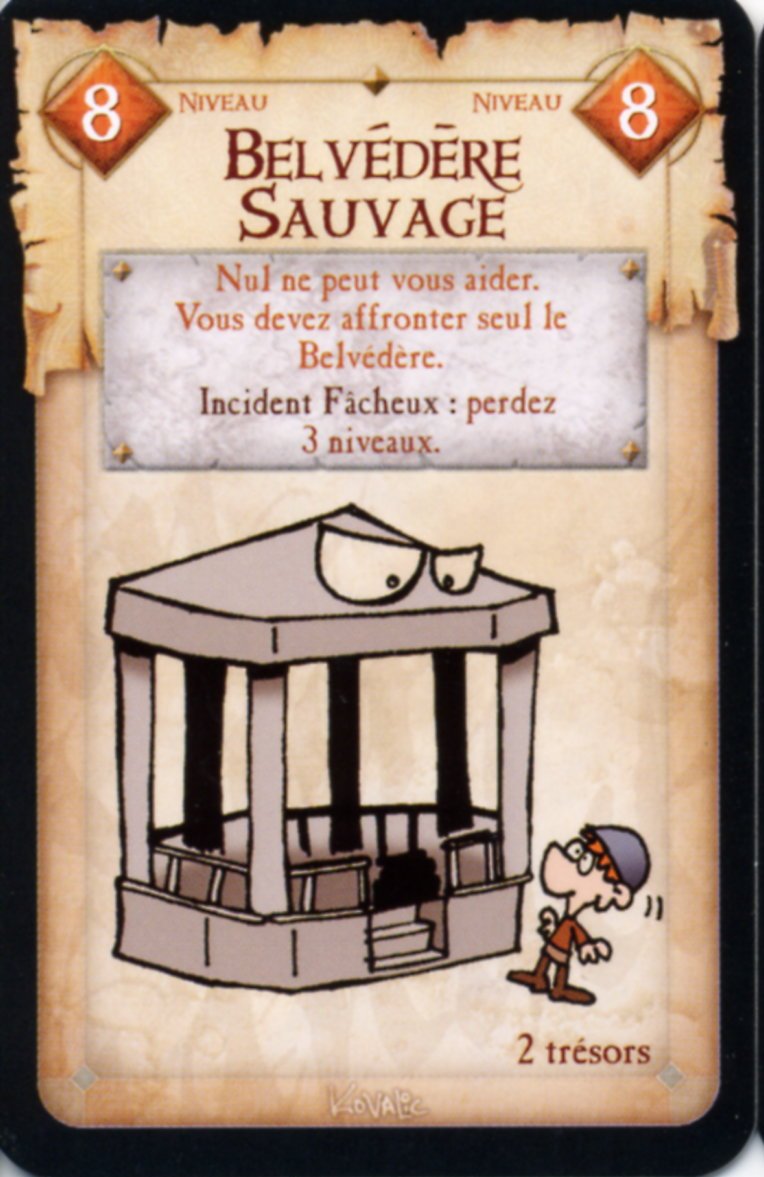 8 NIVEAU NIVEAU 8
BELVÉDÈRE
SAUVAGE
Nul ne peut vous aider.
Vous devez affronter seul le
Belvédère.
Incident Fâcheux : perdez
3 niveaux.
2 trésors
KOVALIC